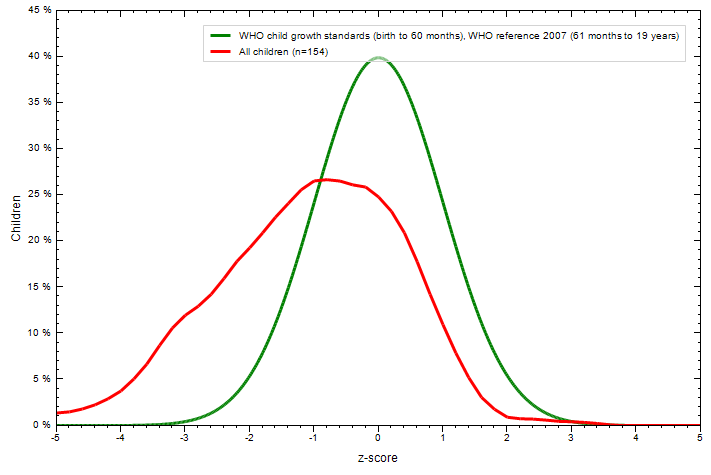 45 %
40 %
35 %
30 %
25 %
20 %
15 %
10 %
5 %
0 %
Children
WHO child growth standards (birth to 60 months), WHO reference 2007 (61 months to 19 years)
All children (n=154)
-5 -4 -3 -2 -1 0 1 2 3 4 5
z-score